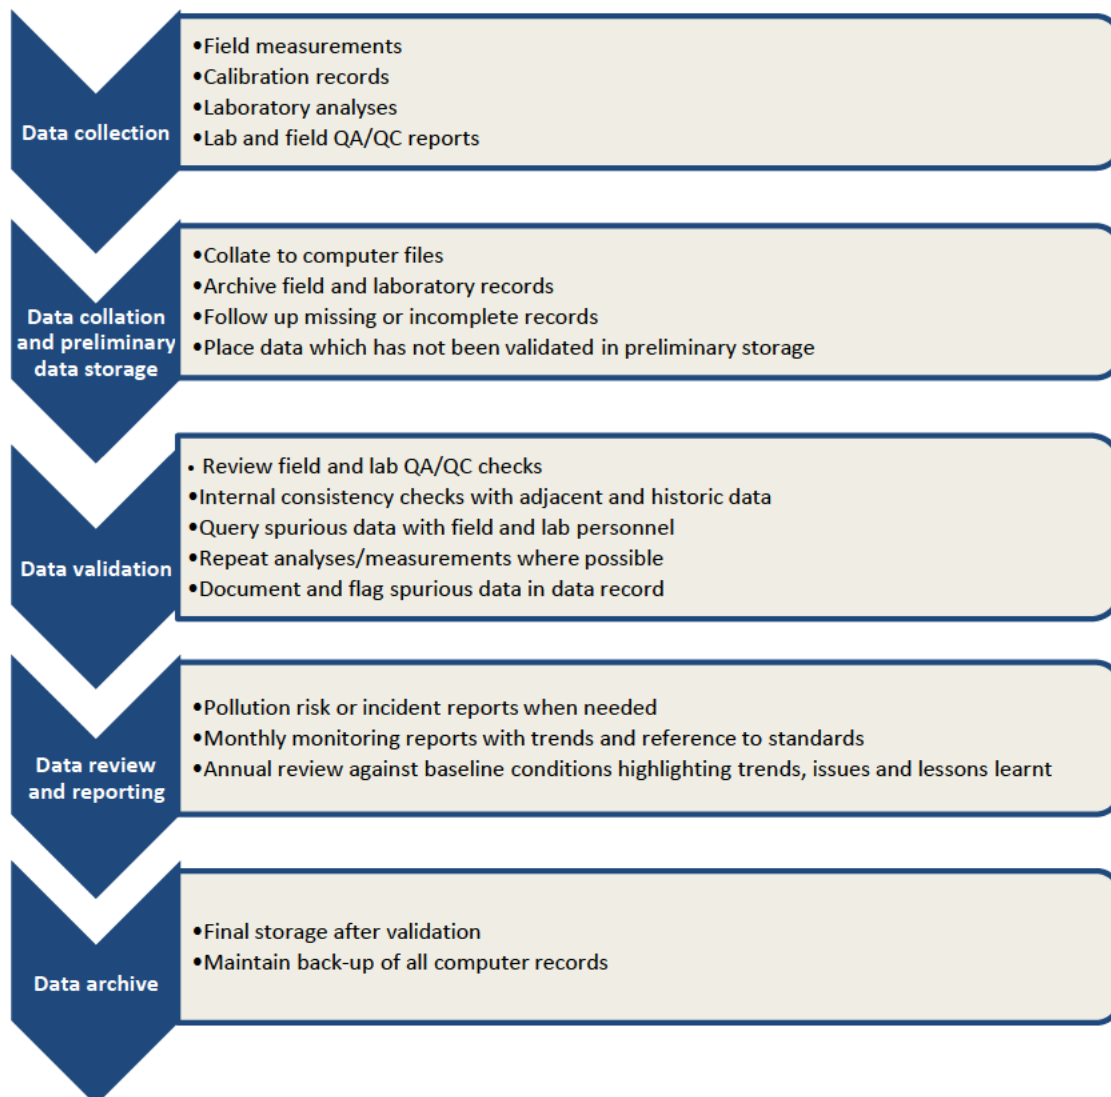 Data collection
•Field measurements
•Calibration records
•Laboratory analyses
•Lab and field QA/QC reports
Data collation
and preliminary
data storage
•Collate to computer files
•Archive field and laboratory records
•Follow up missing or incomplete records
•Place data which has not been validated in preliminary storage
Data validation
• Review field and lab QA/QC checks
•Internal consistency checks with adjacent and historic data
•Query spurious data with field and lab personnel
•Repeat analyses/measurements where possible
•Document and flag spurious data in data record
Data review
and reporting
•Pollution risk or incident reports when needed
•Monthly monitoring reports with trends and reference to standards
•Annual review against baseline conditions highlighting trends, issues and lessons learnt
Data archive
•Final storage after validation
•Maintain back-up of all computer records